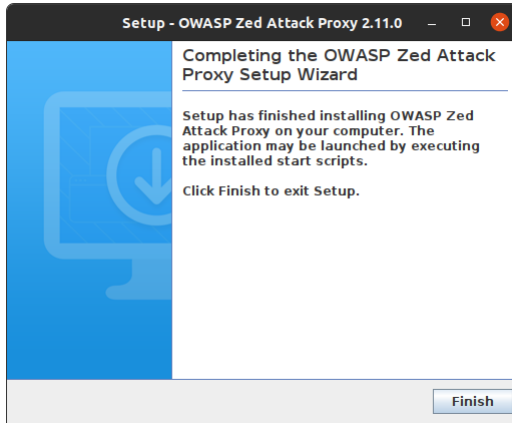 Setup - OWASP Zed Attack Proxy 2.11.0
Completing the OWASP Zed Attack
Proxy Setup Wizard
Setup has finished installing OWASP Zed
Attack Proxy on your computer. The
application may be launched by executing
the installed start scripts.
Click Finish to exit Setup.
Finish